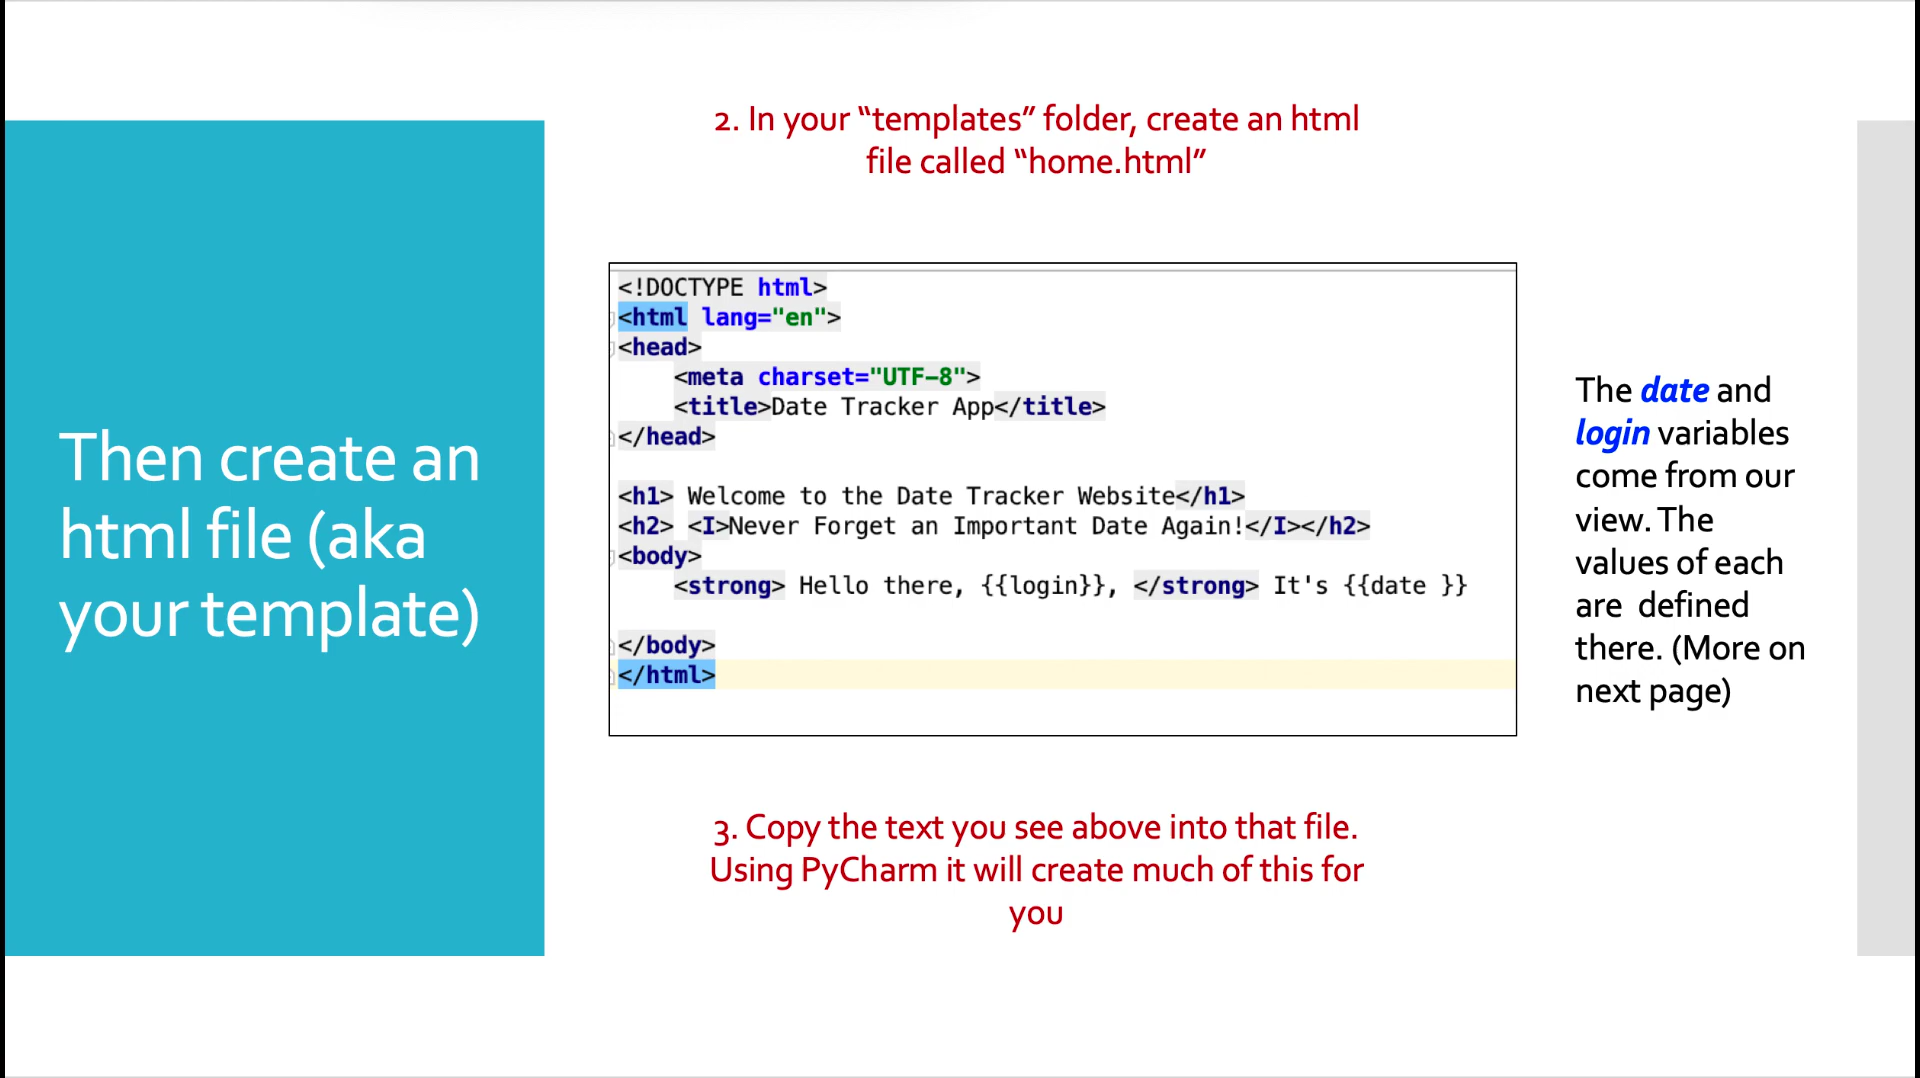 Then create an
html file (aka
your template)
2. In your “templates” folder, create an html
file called “home.html”
<!DOCTYPE html>
<html lang="en">
<head>
    <meta charset="UTF-8">
    <title>Date Tracker App</title>
</head>
<h1> Welcome to the Date Tracker Website</h1>
<h2> <I>Never Forget an Important Date Again!</I></h2>
<body>
    <strong> Hello there, {{login}}, </strong> It's {{date }}
</body>
</html>
The date and
login variables
come from our
view. The
values of each
are  defined
there. (More on
next page)
3. Copy the text you see above into that file.
Using PyCharm it will create much of this for
you